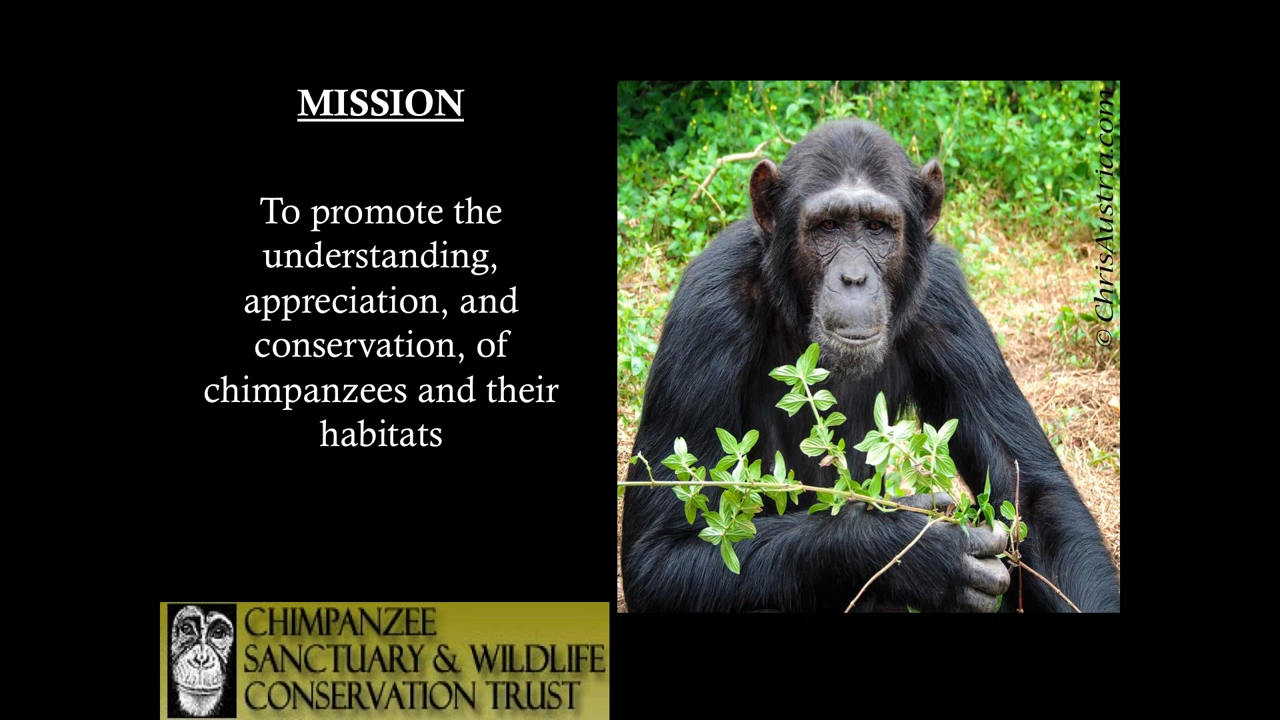 MISSION
To promote the
understanding,
appreciation, and
conservation, of
chimpanzees and their
habitats
© ChrisAustria.com
CHIMPANZEE
SANCTUARY & WILDLIFE
CONSERVATION TRUST